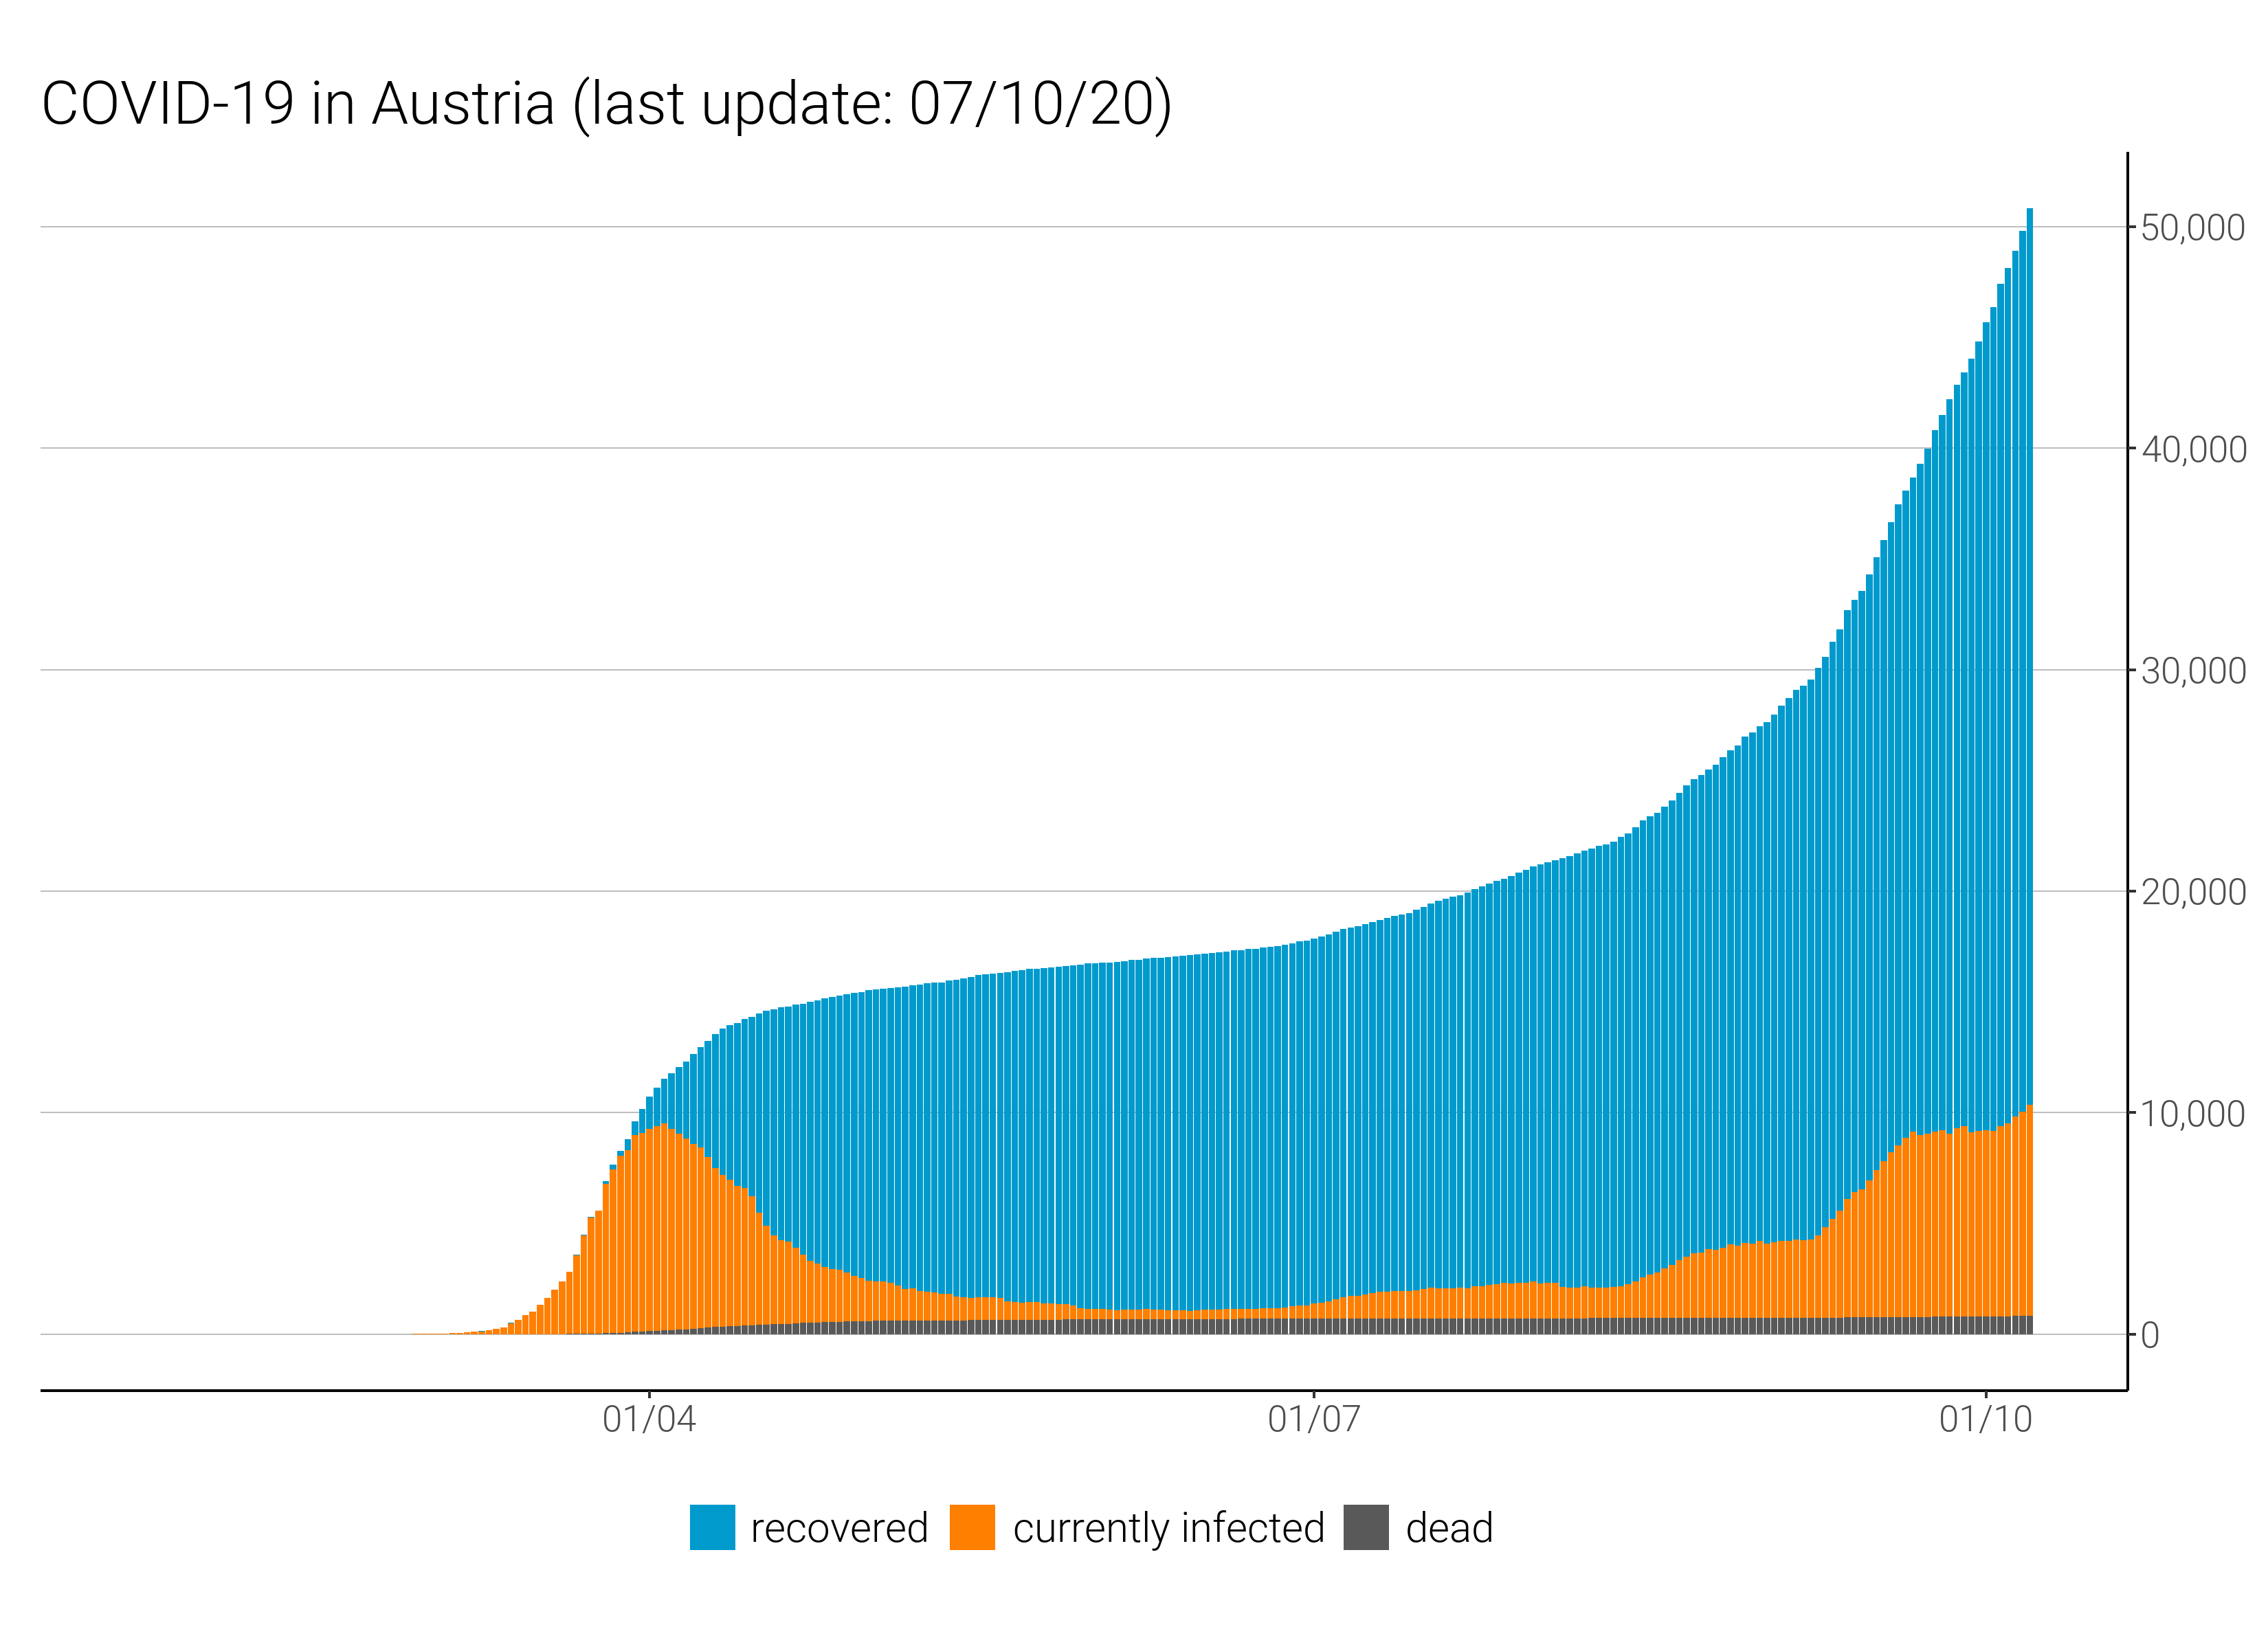 COVID-19 in Austria (last update: 07/10/20)
50,000
40,000
30,000
20,000
10,000
0
01/04 01/07 01/10
recovered currently infected dead